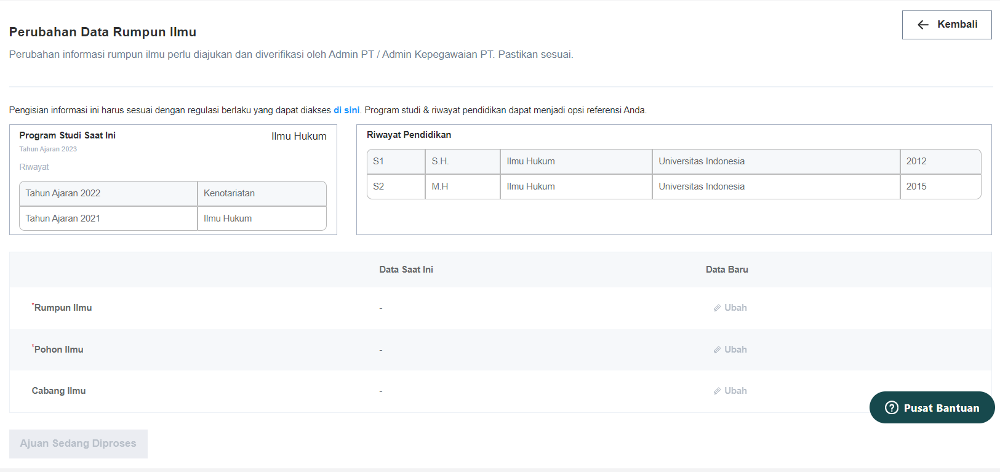 Perubahan Data Rumpun Ilmu
Kembali
Perubahan informasi rumpun ilmu perlu diajukan dan diverifikasi oleh Admin PT / Admin Kepegawaian PT. Pastikan sesuai.
Pengisian informasi ini harus sesuai dengan regulasi berlaku yang dapat diakses di sini. Program studi & riwayat pendidikan dapat menjadi opsi referensi Anda.
Program Studi Saat Ini Ilmu Hukum
Tahun Ajaran 2023
Riwayat
Tahun Ajaran 2022 Kenotariatan
Tahun Ajaran 2021 Ilmu Hukum
Riwayat Pendidikan
S1 S.H. Ilmu Hukum Universitas Indonesia 2012
S2 M.H Ilmu Hukum Universitas Indonesia 2015
Data Saat Ini Data Baru
*Rumpun Ilmu - Ubah
*Pohon Ilmu - Ubah
Cabang Ilmu - Ubah
Pusat Bantuan
Ajuan Sedang Diproses